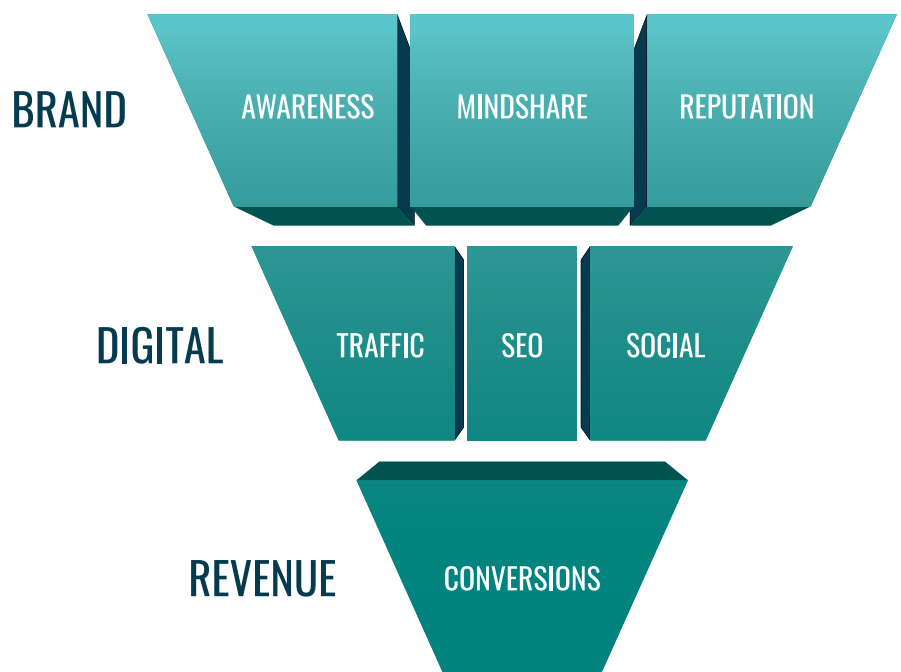 BRAND
AWARENESS
MINDSHARE
REPUTATION
DIGITAL
TRAFFIC
SEO
SOCIAL
REVENUE
CONVERSIONS